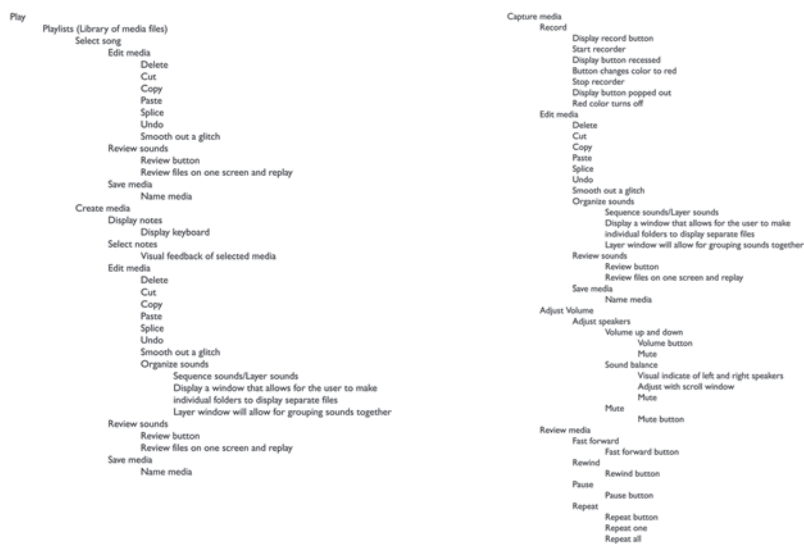 Play
Playlists (Library of media files)
Select song
Edit media
Delete
Cut
Copy
Paste
Splice
Undo
Smooth out a glitch
Review sounds
Review button
Review files on one screen and replay
Save media
Name media
Create media
Display notes
Display keyboard
Select notes
Visual feedback of selected media
Edit media
Delete
Cut
Copy
Paste
Splice
Undo
Smooth out a glitch
Organize sounds
Sequence sounds/Layer sounds
Display a window that allows for the user to make
individual folders to display separate files
Layer window will allow for grouping sounds together
Review sounds
Review button
Review files on one screen and replay
Save media
Name media
Capture media
Record
Display record button
Start recorder
Display button recessed
Button changes color to red
Stop recorder
Display button popped out
Red color turns off
Edit media
Delete
Cut
Copy
Paste
Splice
Undo
Smooth out a glitch
Organize sounds
Sequence sounds/Layer sounds
Display a window that allows for the user to make
individual folders to display separate files
Layer window will allow for grouping sounds together
Review sounds
Review button
Review files on one screen and replay
Save media
Name media
Adjust Volume
Adjust speakers
Volume up and down
Volume button
Mute
Sound balance
Visual indicate of left and right speakers
Adjust with scroll window
Mute
Mute
Mute button
Review media
Fast forward
Fast forward button
Rewind
Rewind button
Pause
Pause button
Repeat
Repeat button
Repeat one
Repeat all